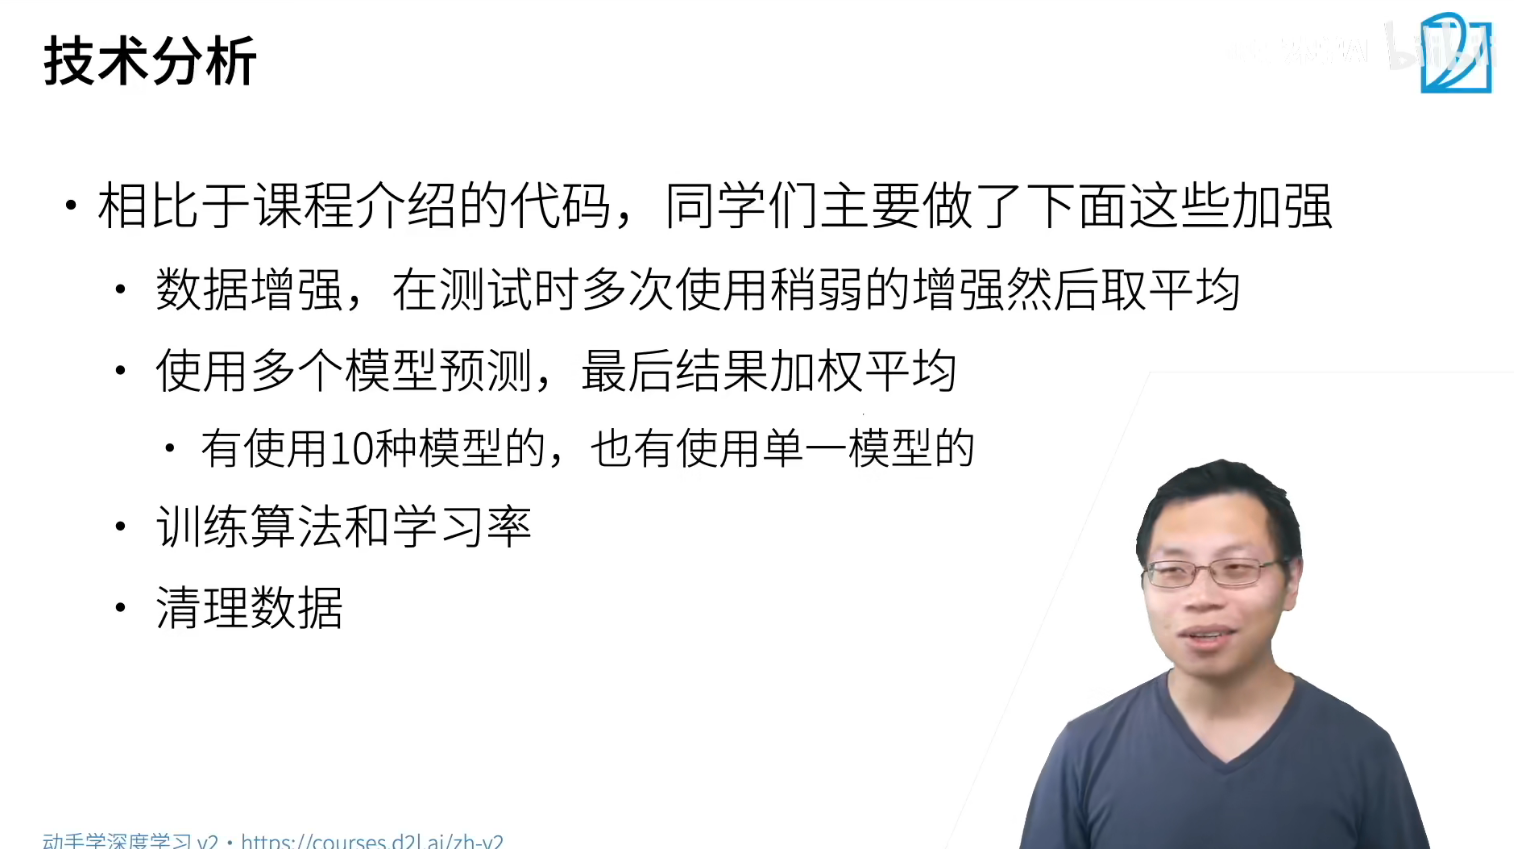 技术分析
bilibili
• 相比于课程介绍的代码，同学们主要做了下面这些加强
• 数据增强，在测试时多次使用稍弱的增强然后取平均
• 使用多个模型预测，最后结果加权平均
• 有使用10种模型的，也有使用单一模型的
• 训练算法和学习率
• 清理数据
动手学深度学习 v2 • https://courses.d2l.ai/zh-v2